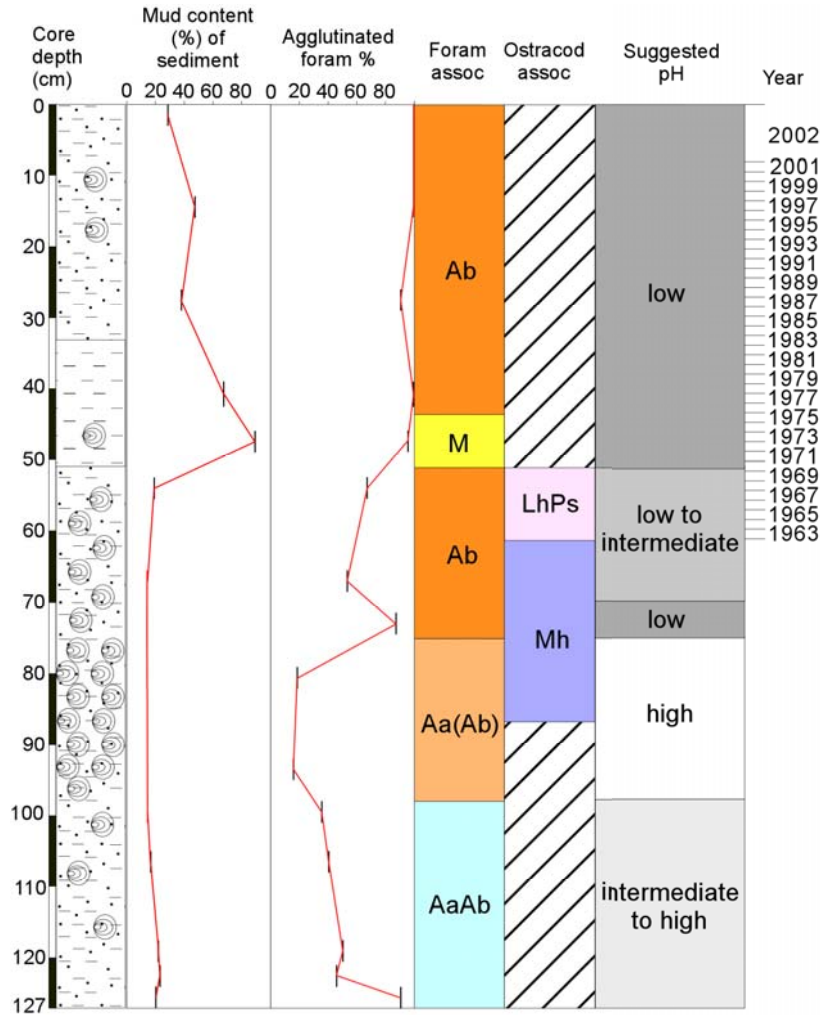 Core
depth
(cm)
Mud content
(%) of
sediment
Agglutinated
foram %
Foram
assoc
Ostracod
assoc
Suggested
pH
Year
0 20 40 60 80
0 20 40 60 80
0
10
20
30
40
50
60
70
80
90
100
110
120
127
Ab
M
Ab
Aa(Ab)
AaAb
LhPs
Mh
low
low to
intermediate
low
high
intermediate
to high
2002
2001
1999
1997
1995
1993
1991
1989
1987
1985
1983
1981
1979
1977
1975
1973
1971
1969
1967
1965
1963